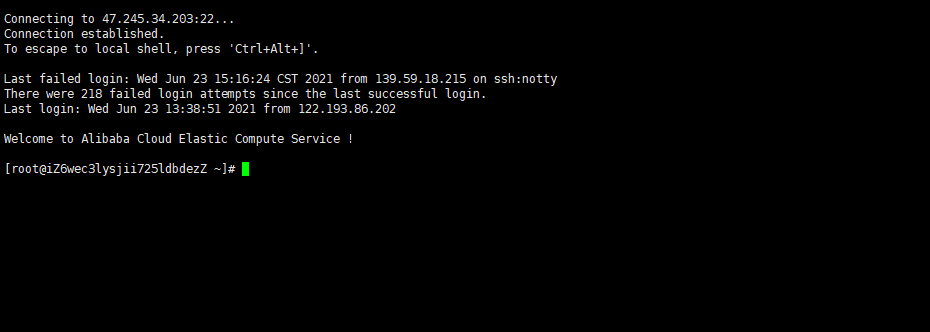 Connecting to 47.245.34.203:22...
Connection established.
To escape to local shell, press 'Ctrl+Alt+]'.
Last failed login: Wed Jun 23 15:16:24 CST 2021 from 139.59.18.215 on ssh:notty
There were 218 failed login attempts since the last successful login.
Last login: Wed Jun 23 13:38:51 2021 from 122.193.86.202
Welcome to Alibaba Cloud Elastic Compute Service !
[root@iZ6wec3lysjii725ldbdezZ ~]#